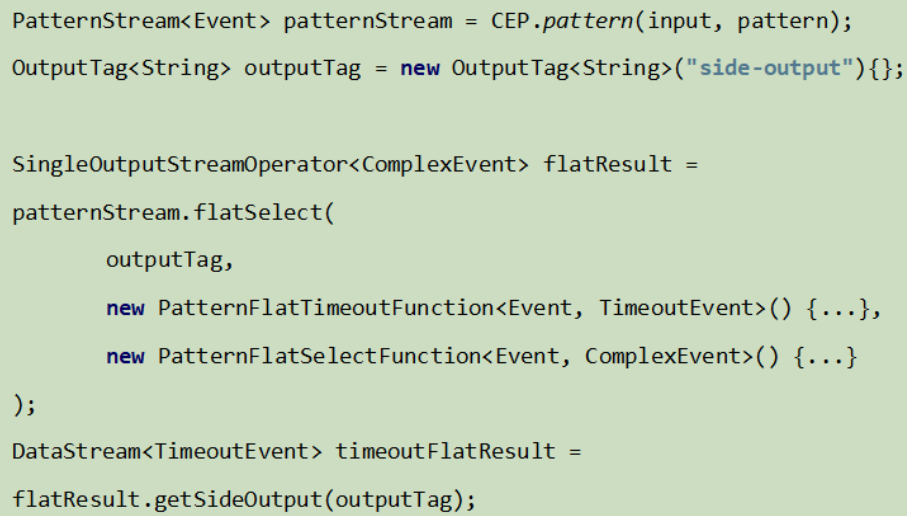 PatternStream<Event> patternStream = CEP.pattern(input, pattern);
OutputTag<String> outputTag = new OutputTag<String>("side-output"){};
SingleOutputStreamOperator<ComplexEvent> flatResult =
patternStream.flatSelect(
outputTag,
new PatternFlatTimeoutFunction<Event, TimeoutEvent>() {...},
new PatternFlatSelectFunction<Event, ComplexEvent>() {...}
);
DataStream<TimeoutEvent> timeoutFlatResult =
flatResult.getSideOutput(outputTag);